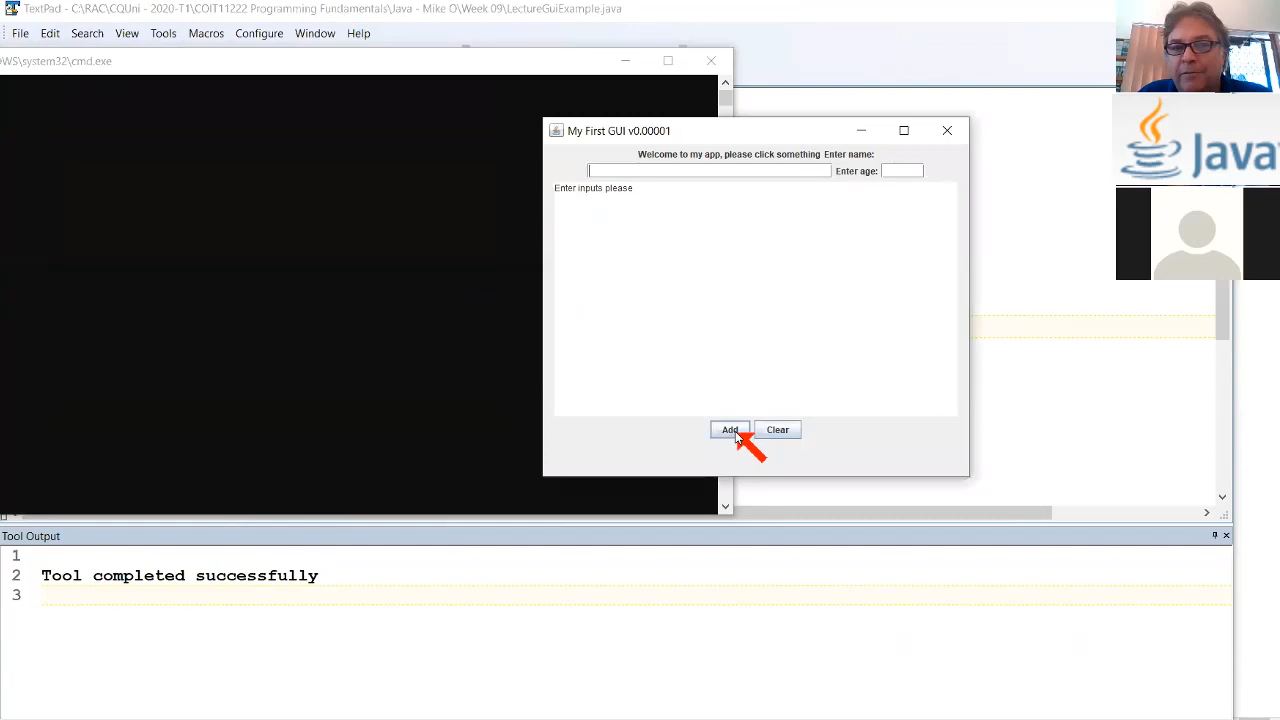 TextPad - C:\RAC\CQUni - 2020-T1\COIT11222 Programming Fundamentals\Java - Mike O\Week 09\LectureGuiExample.java
File Edit Search View Tools Macros Configure Window Help
OWS\system32\cmd.exe
My First GUI v0.00001
Welcome to my app, please click something Enter name:
Enter age:
Enter inputs please
Add Clear
Java
Tool Output
1
2 Tool completed successfully
3